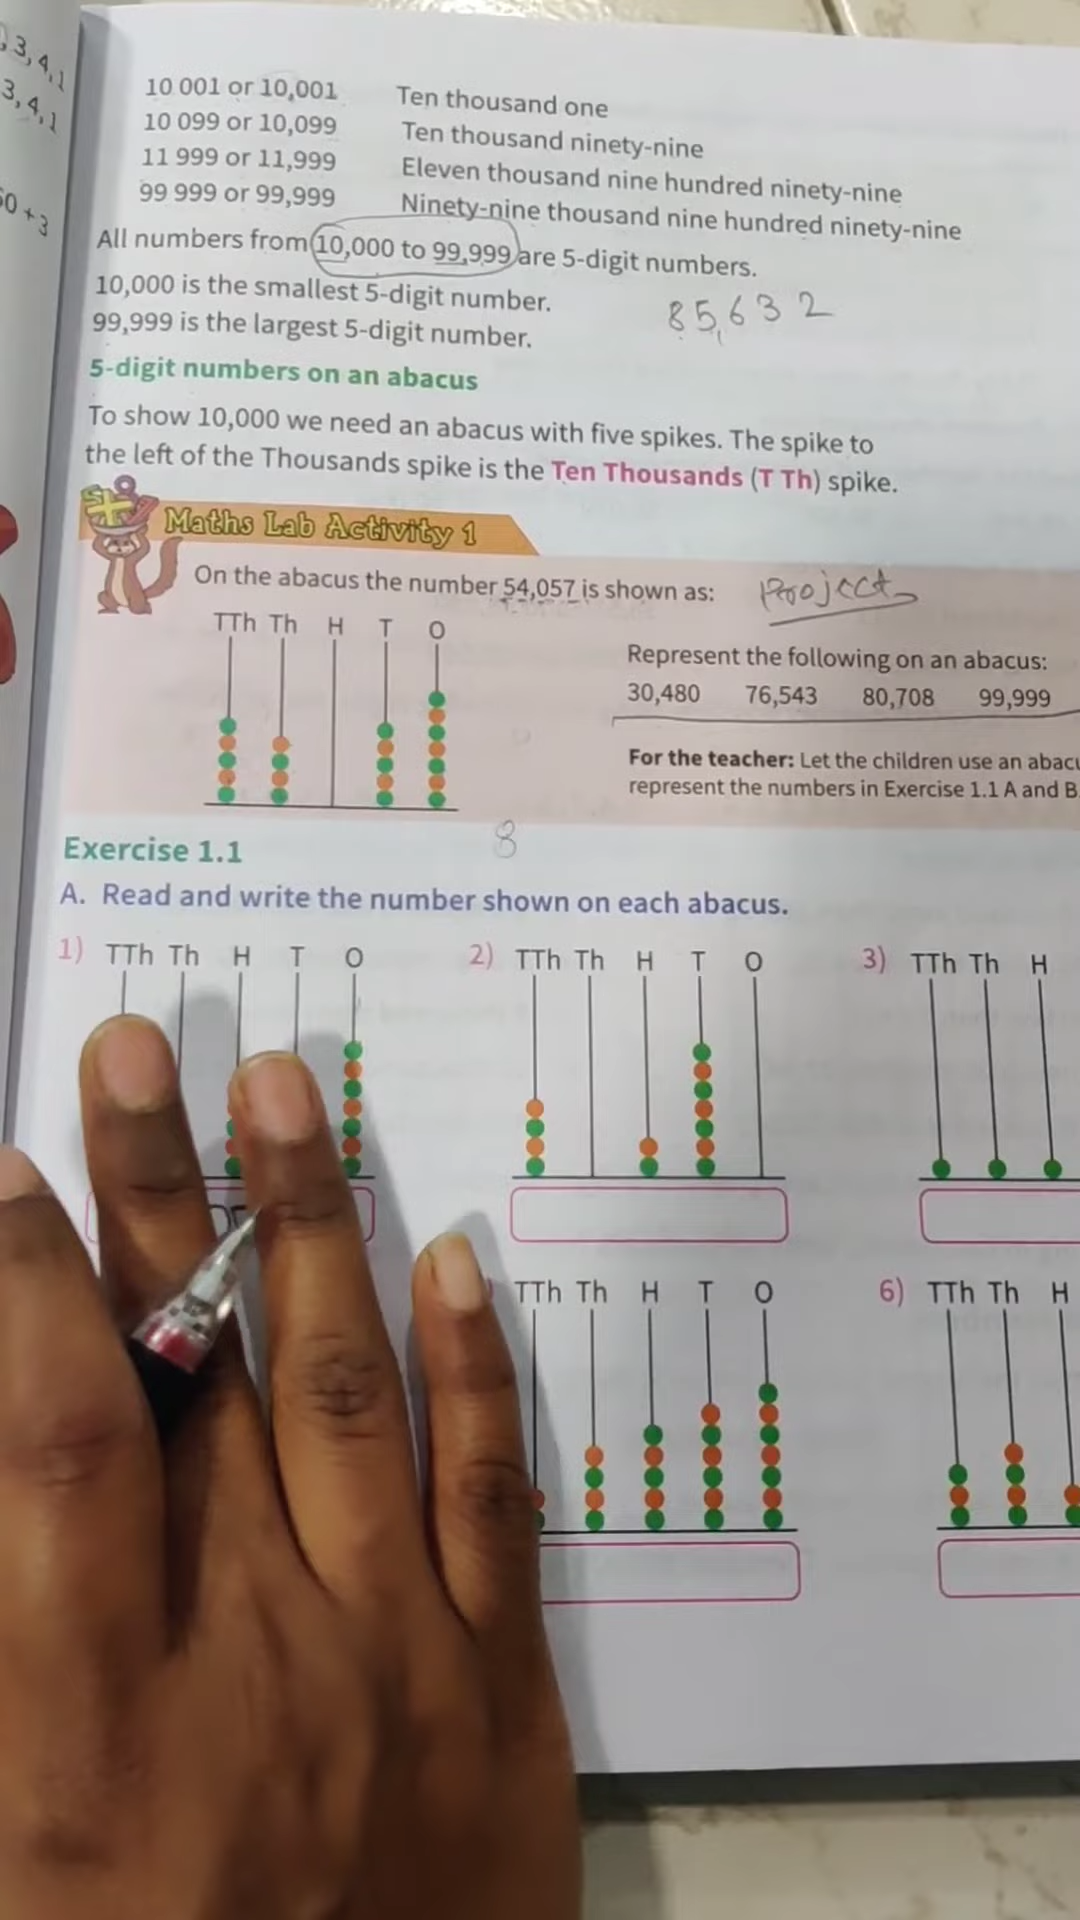 3, 4, 1
3, 4, 1
50 + 3
10 001 or 10,001 Ten thousand one
10 099 or 10,099 Ten thousand ninety-nine
11 999 or 11,999 Eleven thousand nine hundred ninety-nine
99 999 or 99,999 Ninety-nine thousand nine hundred ninety-nine
All numbers from 10,000 to 99,999 are 5-digit numbers.
10,000 is the smallest 5-digit number.
99,999 is the largest 5-digit number.
85,632
5-digit numbers on an abacus
To show 10,000 we need an abacus with five spikes. The spike to
the left of the Thousands spike is the Ten Thousands (T Th) spike.
Maths Lab Activity 1
On the abacus the number 54,057 is shown as:
Project
TTh Th H T O
Represent the following on an abacus:
30,480 76,543 80,708 99,999
For the teacher: Let the children use an
represent the numbers in Exercise 1.1 A and B
8
Exercise 1.1
A. Read and write the number shown on each abacus.
1) TTh Th H T O 2) TTh Th H T O 3) TTh Th H
TTh Th H T O 6) TTh Th H